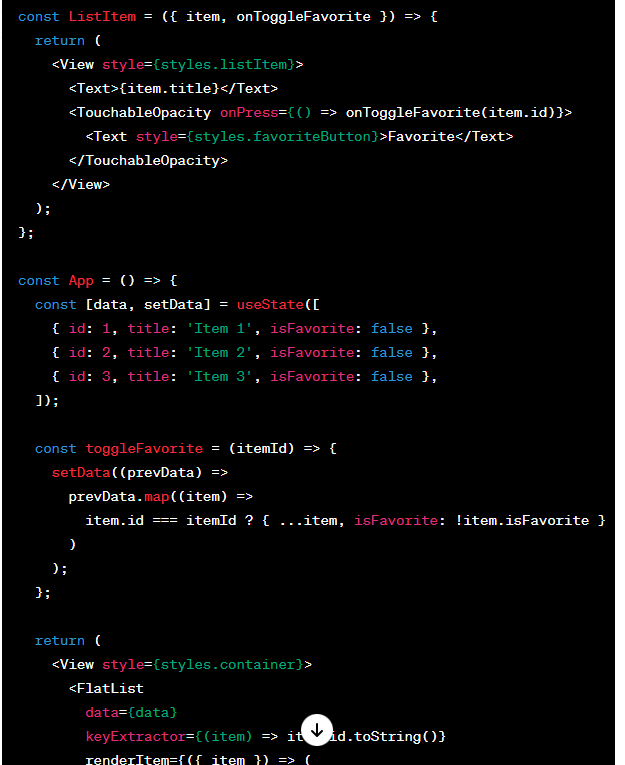 const ListItem = ({ item, onToggleFavorite }) => {
  return (
    <View style={styles.listItem}>
      <Text>{item.title}</Text>
      <TouchableOpacity onPress={() => onToggleFavorite(item.id)}>
        <Text style={styles.favoriteButton}>Favorite</Text>
      </TouchableOpacity>
    </View>
  );
};

const App = () => {
  const [data, setData] = useState([
    { id: 1, title: 'Item 1', isFavorite: false },
    { id: 2, title: 'Item 2', isFavorite: false },
    { id: 3, title: 'Item 3', isFavorite: false },
  ]);

  const toggleFavorite = (itemId) => {
    setData((prevData) =>
      prevData.map((item) =>
        item.id === itemId ? { ...item, isFavorite: !item.isFavorite }
      )
    );
  };

  return (
    <View style={styles.container}>
      <FlatList
        data={data}
        keyExtractor={(item) => id.toString()}
        renderItem={({ item }) => (